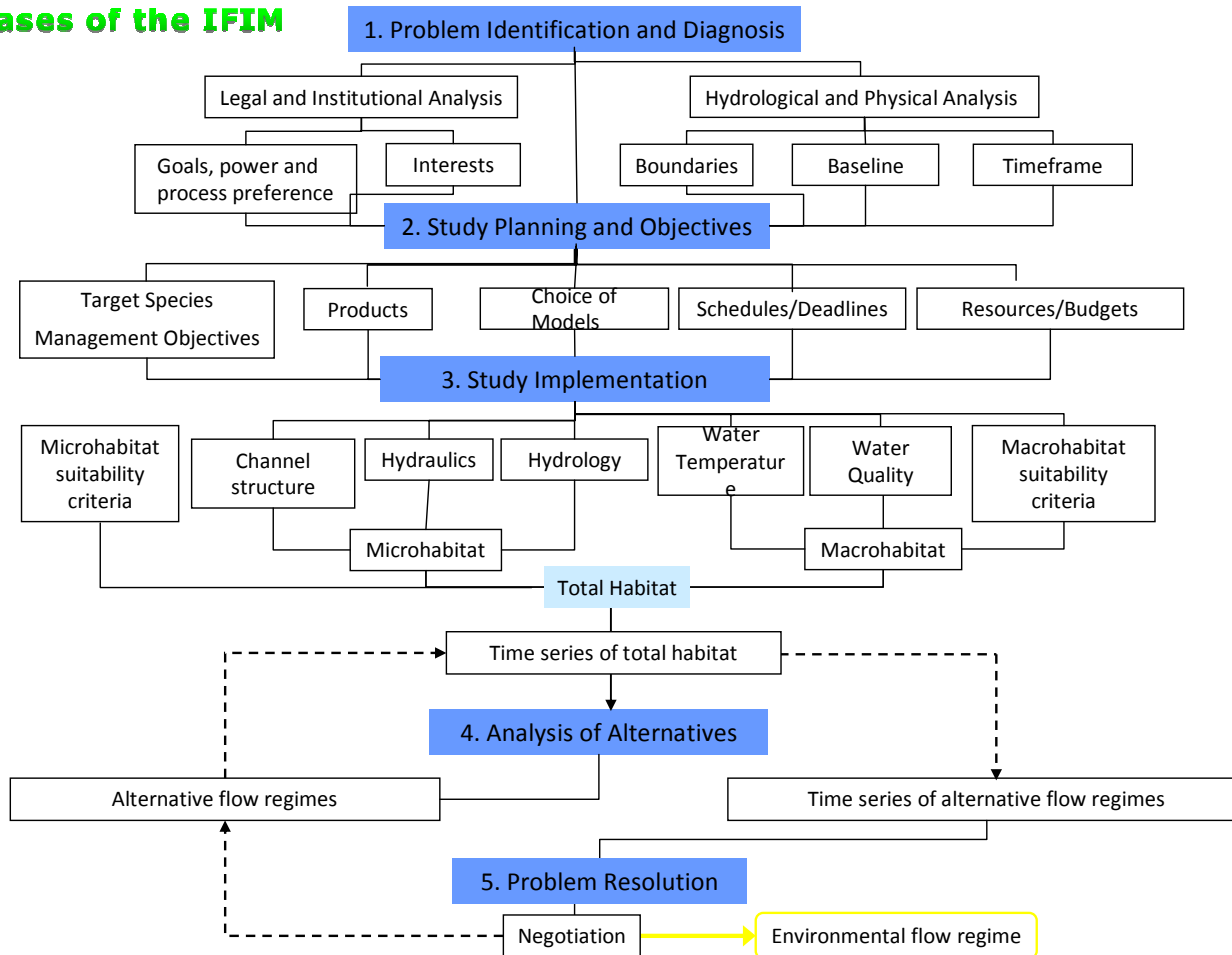 ases of the IFIM
1. Problem Identification and Diagnosis
Legal and Institutional Analysis
Hydrological and Physical Analysis
Goals, power and
process preference
Interests
Boundaries
Baseline
Timeframe
2. Study Planning and Objectives
Target Species
Management Objectives
Products
Choice of
Models
Schedules/Deadlines
Resources/Budgets
3. Study Implementation
Microhabitat
suitability
criteria
Channel
structure
Hydraulics
Hydrology
Water
Temperatur
e
Water
Quality
Macrohabitat
suitability
criteria
Microhabitat
Macrohabitat
Total Habitat
Time series of total habitat
4. Analysis of Alternatives
Alternative flow regimes
Time series of alternative flow regimes
5. Problem Resolution
Negotiation
Environmental flow regime